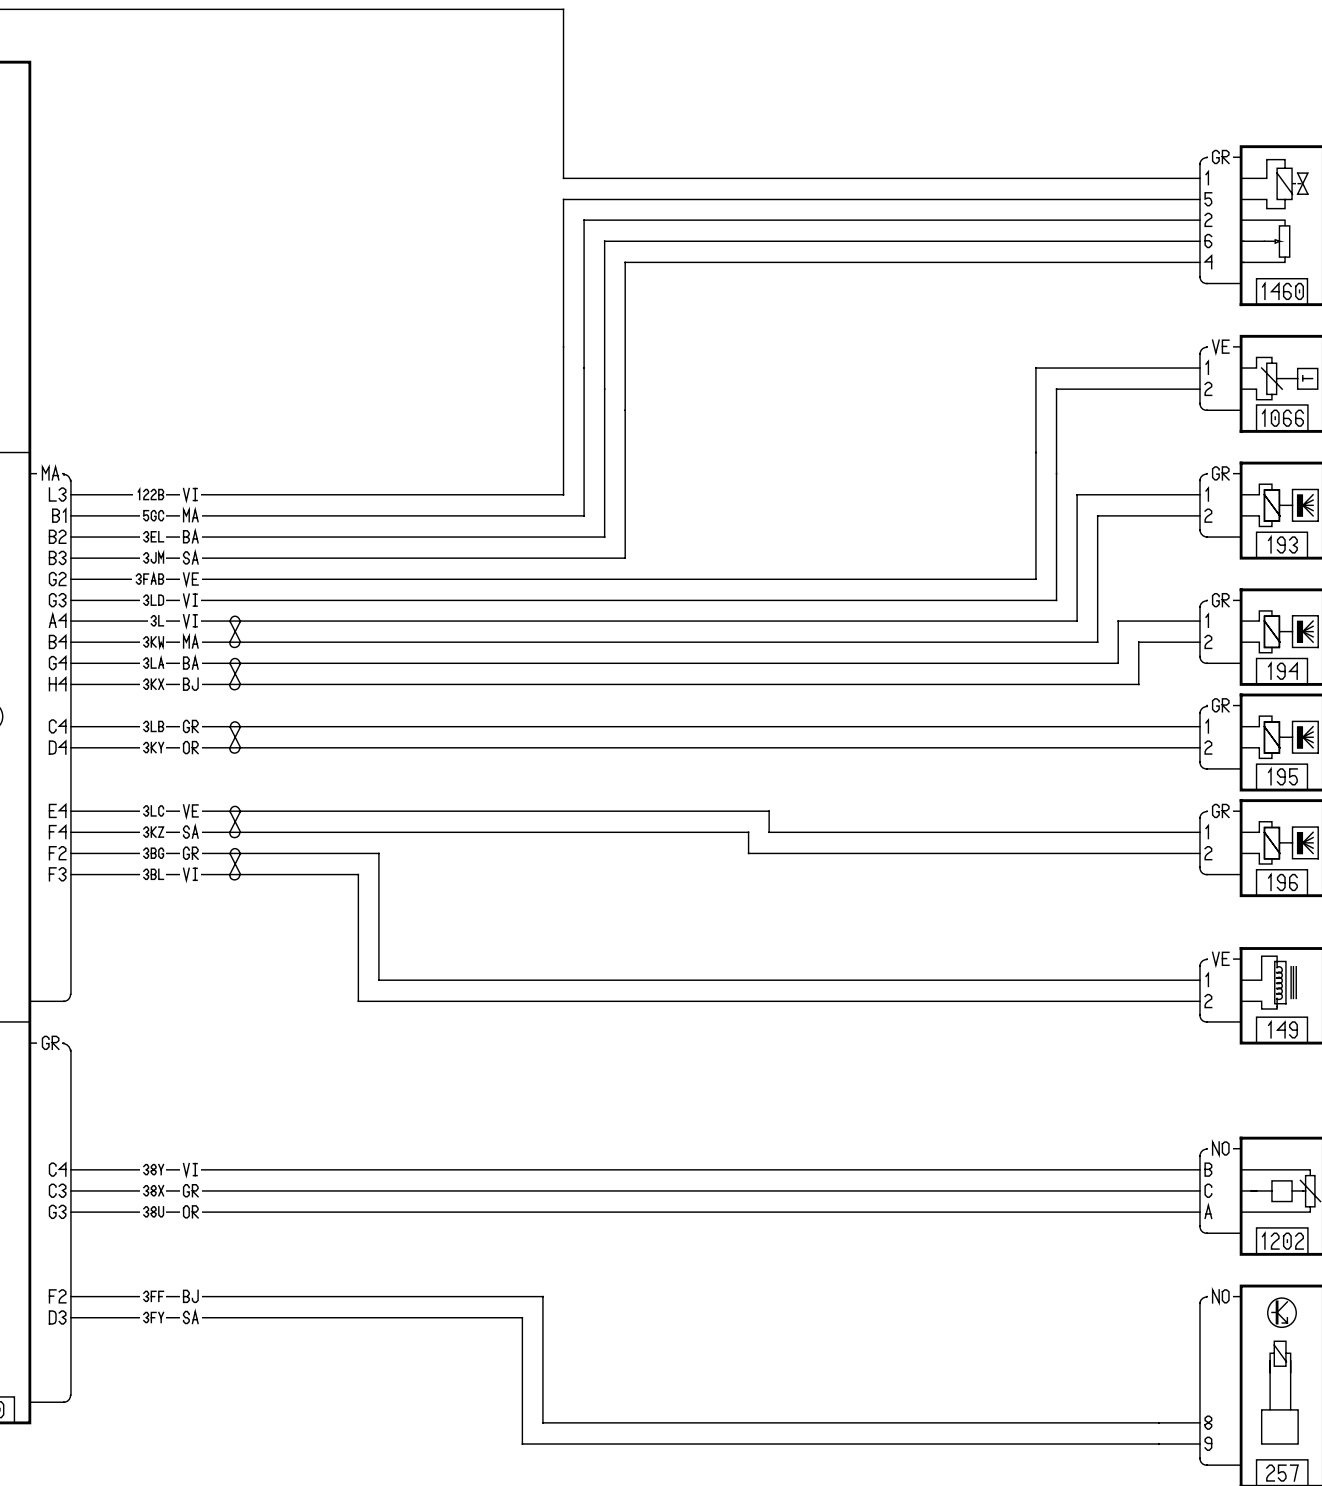 GR
1
5
2
6
4
1460
VE
1
2
T
1066
MA
L3 122B VI
B1 5GC MA
B2 3EL BA
B3 3JM SA
G2 3FAB VE
G3 3LD VI
A4 3L VI
B4 3KW MA
G4 3LA BA
H4 3KX BJ
C4 3LB GR
D4 3KY OR
E4 3LC VE
F4 3KZ SA
F2 3BG GR
F3 3BL VI
GR
1
2
193
GR
1
2
194
GR
1
2
195
GR
1
2
196
VE
1
2
149
GR
C4 38Y VI
C3 38X GR
G3 38U OR
F2 3FF BJ
D3 3FY SA
NO
B
C
A
1202
NO
8
9
257